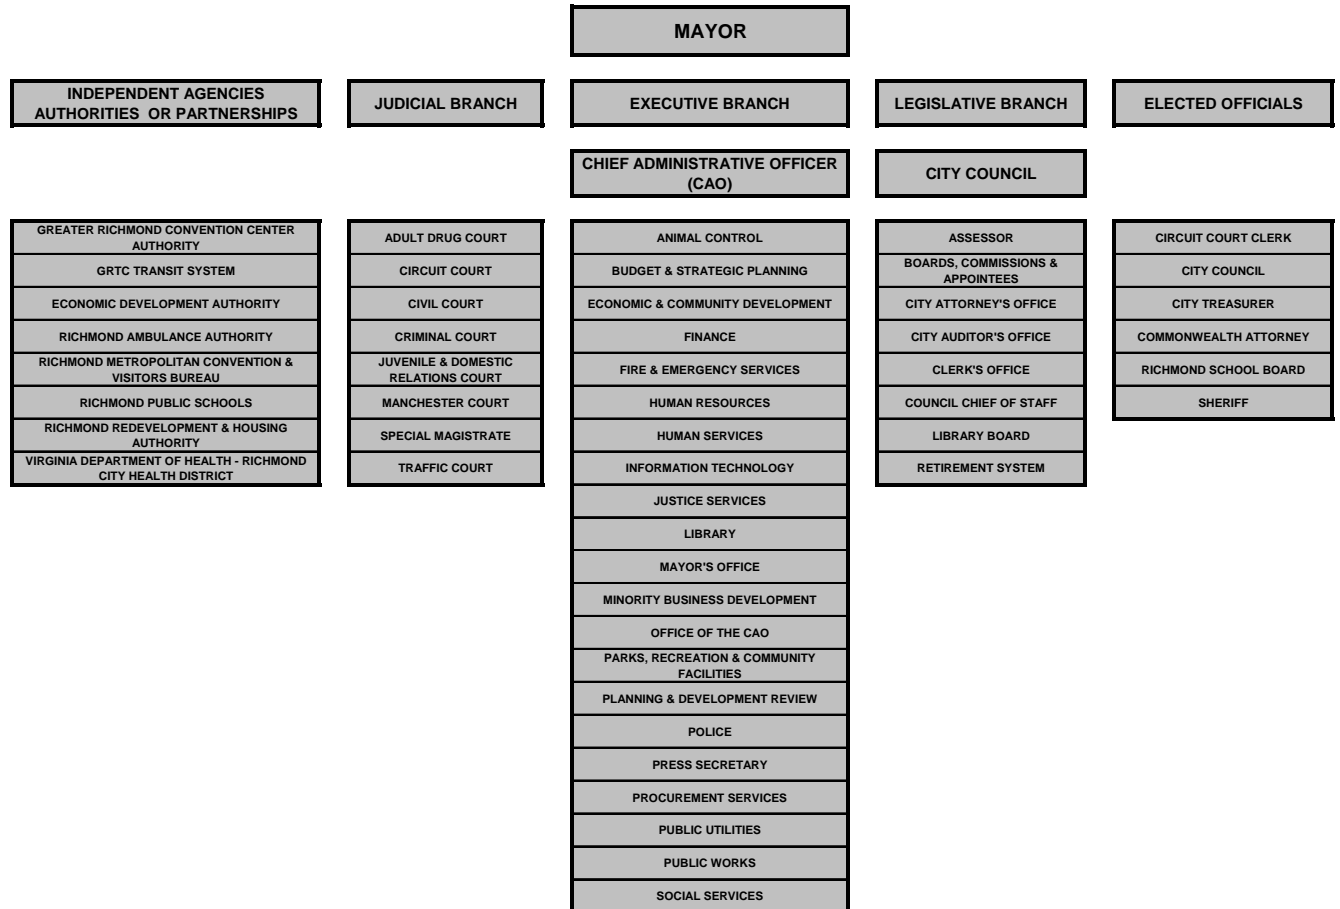 MAYOR
INDEPENDENT AGENCIES
AUTHORITIES OR PARTNERSHIPS
JUDICIAL BRANCH
EXECUTIVE BRANCH
LEGISLATIVE BRANCH
ELECTED OFFICIALS
CHIEF ADMINISTRATIVE OFFICER
(CAO)
CITY COUNCIL
GREATER RICHMOND CONVENTION CENTER
AUTHORITY
GRTC TRANSIT SYSTEM
ECONOMIC DEVELOPMENT AUTHORITY
RICHMOND AMBULANCE AUTHORITY
RICHMOND METROPOLITAN CONVENTION &
VISITORS BUREAU
RICHMOND PUBLIC SCHOOLS
RICHMOND REDEVELOPMENT & HOUSING
AUTHORITY
VIRGINIA DEPARTMENT OF HEALTH - RICHMOND
CITY HEALTH DISTRICT
ADULT DRUG COURT
CIRCUIT COURT
CIVIL COURT
CRIMINAL COURT
JUVENILE & DOMESTIC
RELATIONS COURT
MANCHESTER COURT
SPECIAL MAGISTRATE
TRAFFIC COURT
ANIMAL CONTROL
BUDGET & STRATEGIC PLANNING
ECONOMIC & COMMUNITY DEVELOPMENT
FINANCE
FIRE & EMERGENCY SERVICES
HUMAN RESOURCES
HUMAN SERVICES
INFORMATION TECHNOLOGY
JUSTICE SERVICES
LIBRARY
MAYOR'S OFFICE
MINORITY BUSINESS DEVELOPMENT
OFFICE OF THE CAO
PARKS, RECREATION & COMMUNITY
FACILITIES
PLANNING & DEVELOPMENT REVIEW
POLICE
PRESS SECRETARY
PROCUREMENT SERVICES
PUBLIC UTILITIES
PUBLIC WORKS
SOCIAL SERVICES
ASSESSOR
BOARDS, COMMISSIONS &
APPOINTEES
CITY ATTORNEY'S OFFICE
CITY AUDITOR'S OFFICE
CLERK'S OFFICE
COUNCIL CHIEF OF STAFF
LIBRARY BOARD
RETIREMENT SYSTEM
CIRCUIT COURT CLERK
CITY COUNCIL
CITY TREASURER
COMMONWEALTH ATTORNEY
RICHMOND SCHOOL BOARD
SHERIFF